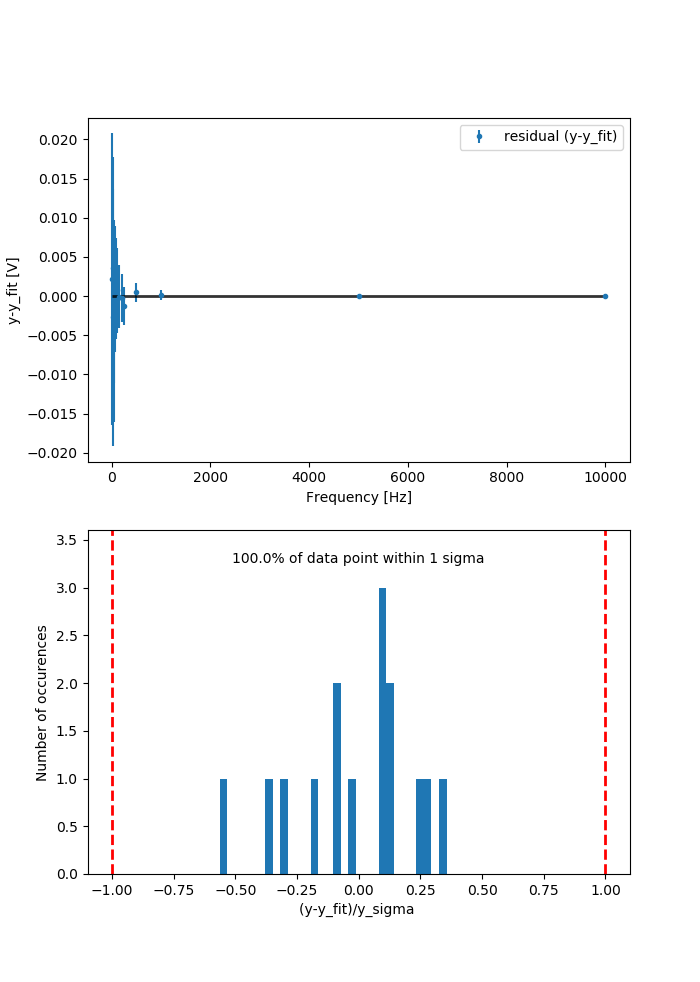 0.020
0.015
0.010
0.005
0.000
−0.005
−0.010
−0.015
−0.020
y-y_fit [V]
residual (y-y_fit)
0 2000 4000 6000 8000 10000
Frequency [Hz]
3.5
3.0
2.5
2.0
1.5
1.0
0.5
0.0
Number of occurences
100.0% of data point within 1 sigma
−1.00 −0.75 −0.50 −0.25 0.00 0.25 0.50 0.75 1.00
(y-y_fit)/y_sigma